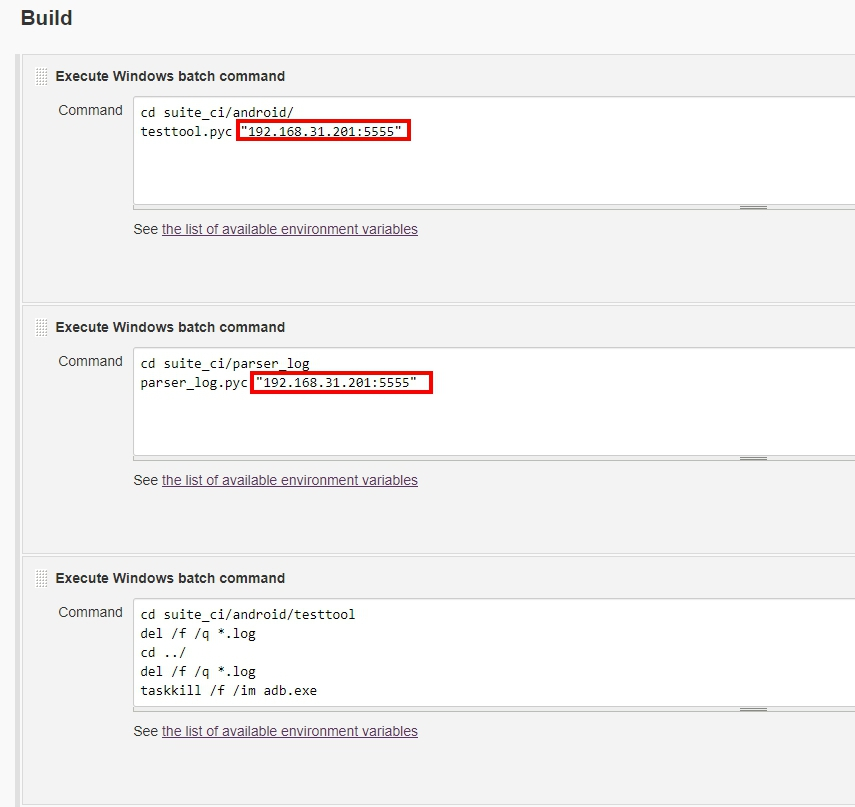 Build
Execute Windows batch command
Command
cd suite_ci/android/
testtool.pyc "192.168.31.201:5555"
See the list of available environment variables
Execute Windows batch command
Command
cd suite_ci/parser_log
parser_log.pyc "192.168.31.201:5555"
See the list of available environment variables
Execute Windows batch command
Command
cd suite_ci/android/testtool
del /f /q *.log
cd ../
del /f /q *.log
taskkill /f /im adb.exe
See the list of available environment variables